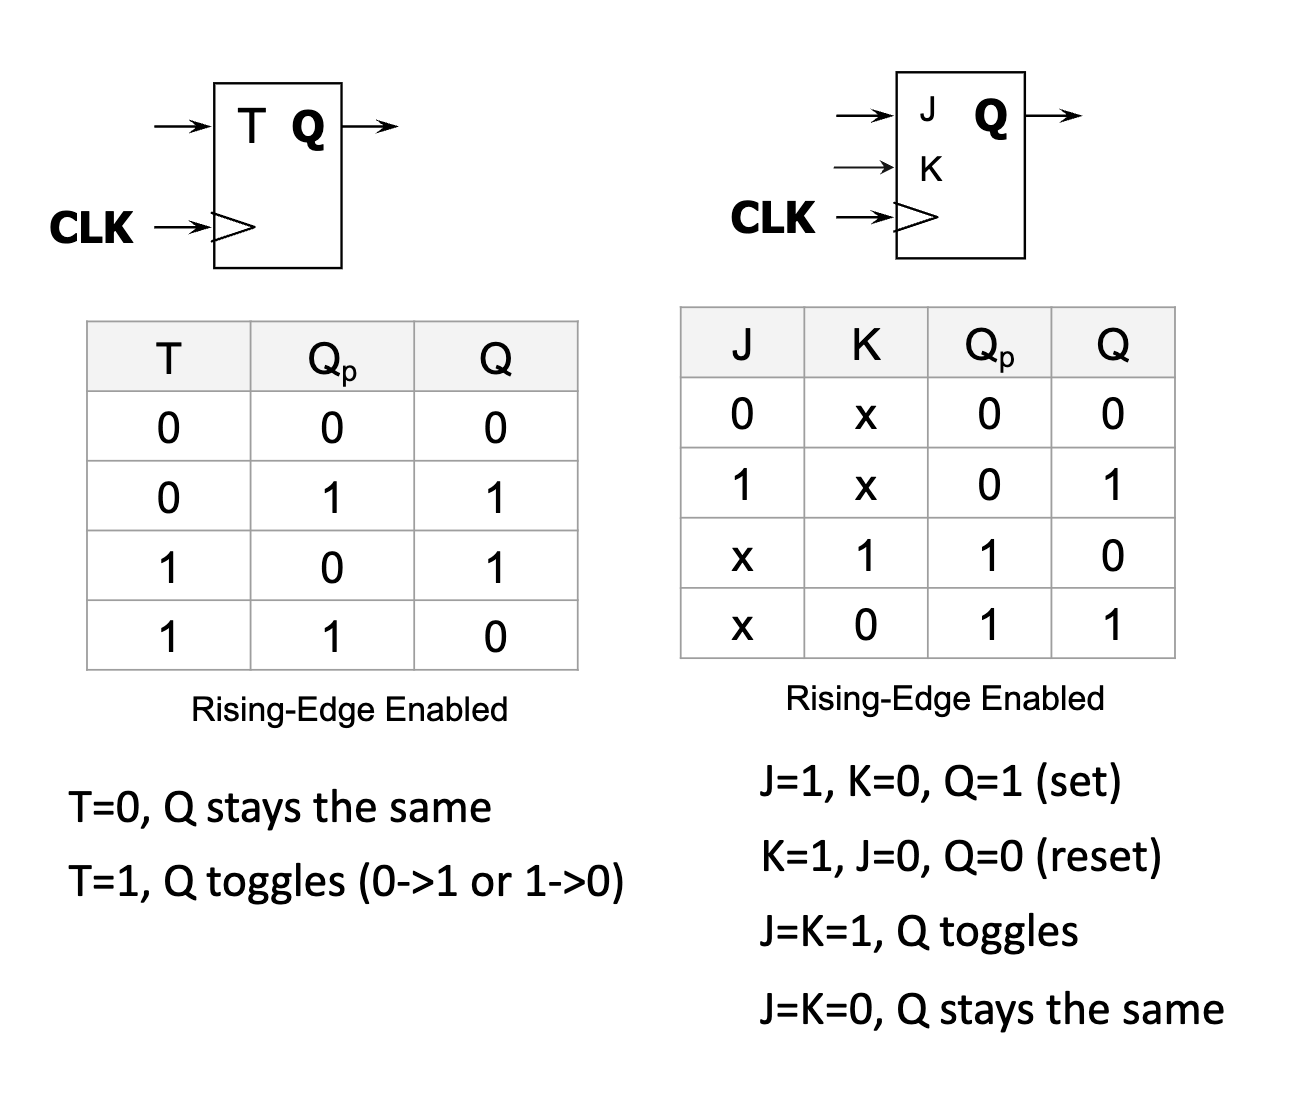 T Q
CLK
T Qp Q
0 0 0
0 1 1
1 0 1
1 1 0
Rising-Edge Enabled
T=0, Q stays the same
T=1, Q toggles (0->1 or 1->0)
J Q
K
CLK
J K Qp Q
0 x 0 0
1 x 0 1
x 1 1 0
x 0 1 1
Rising-Edge Enabled
J=1, K=0, Q=1 (set)
K=1, J=0, Q=0 (reset)
J=K=1, Q toggles
J=K=0, Q stays the same